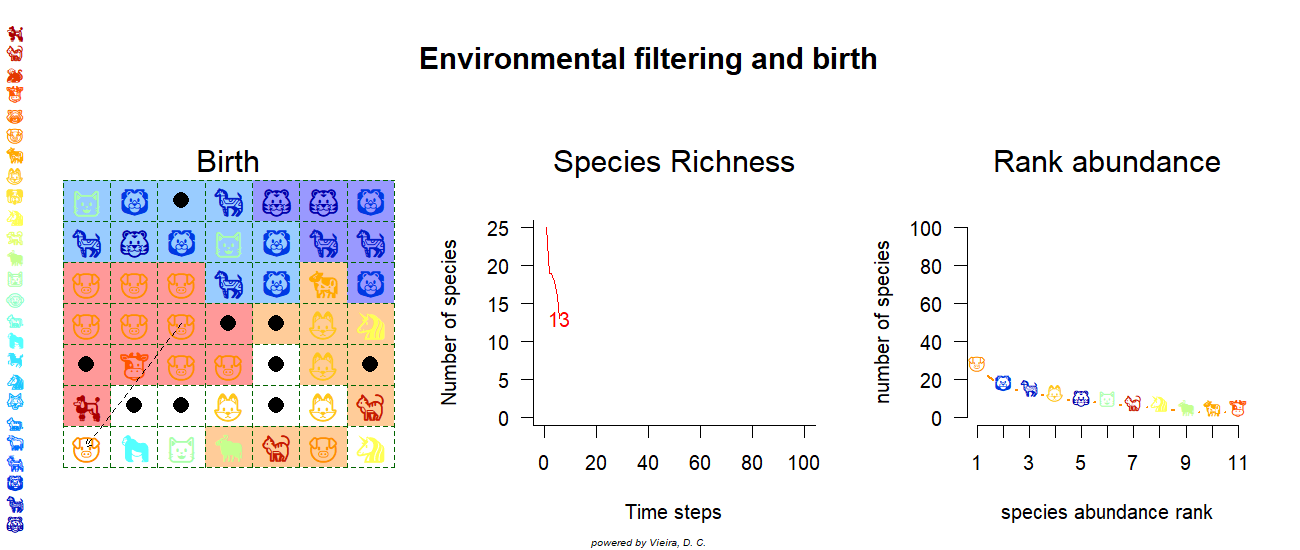 Environmental filtering and birth
Birth
Species Richness
Rank abundance
Number of species
25
20
15
10
5
0
13
0 20 40 60 80 100
Time steps
number of species
100
80
60
40
20
0
1 3 5 7 9 11
species abundance rank
powered by Vieira, D. C.